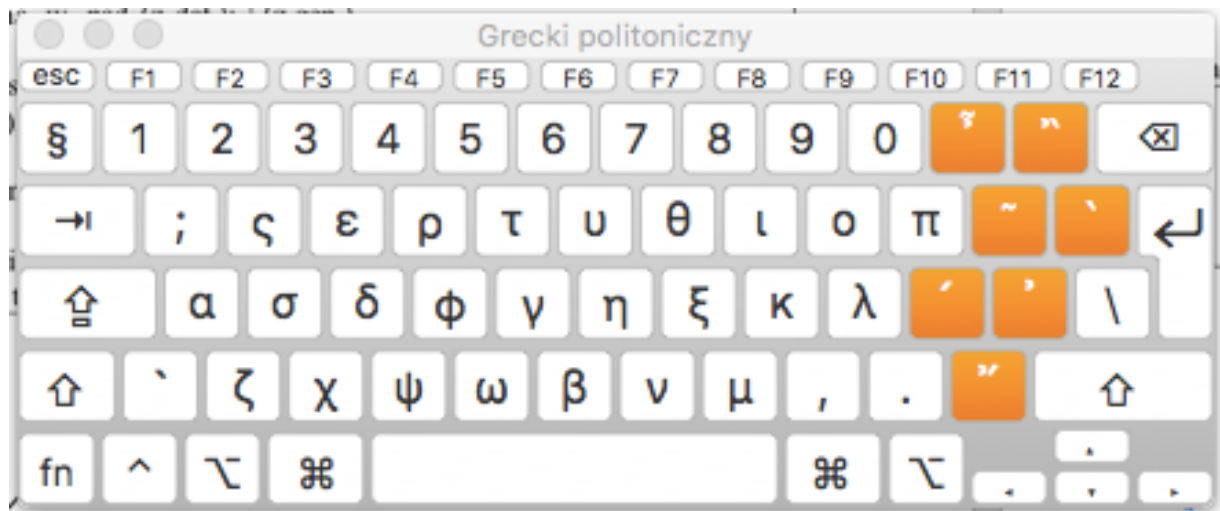 Grecki politoniczny
esc F1 F2 F3 F4 F5 F6 F7 F8 F9 F10 F11 F12
§ 1 2 3 4 5 6 7 8 9 0 ῏ ῍ ⌫
⇥ ; ς ε ρ τ υ θ ι ο π ῀ ` ↩
⇪ α σ δ φ γ η ξ κ λ ´ ᾿ \
⇧ ` ζ χ ψ ω β ν μ , . ῎ ⇧
fn ^ ⌥ ⌘ ⌘ ⌥